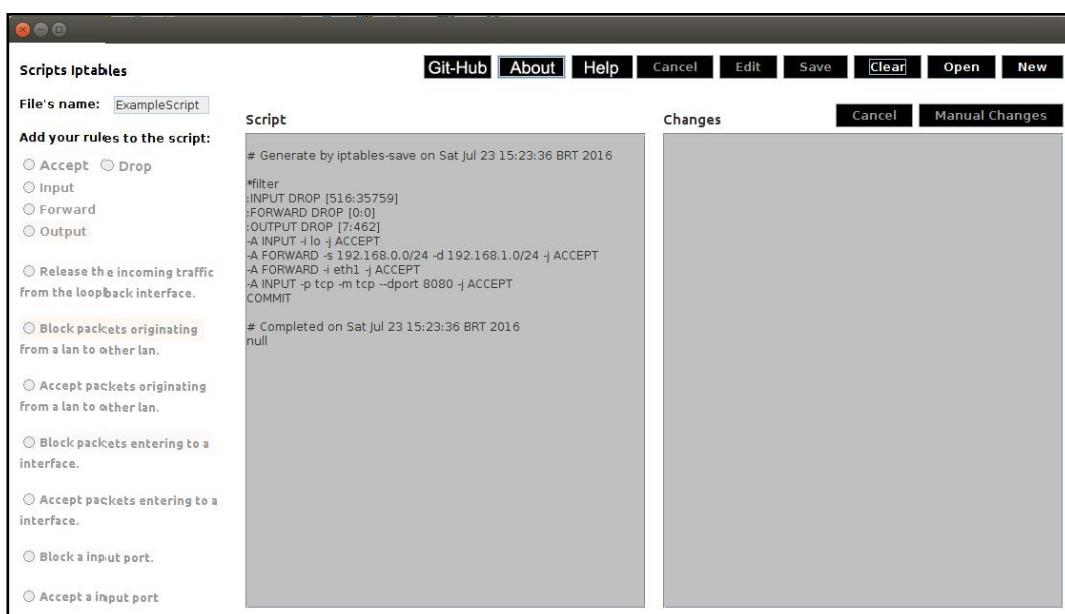 Scripts Iptables
Git-Hub About Help Cancel Edit Save Clear Open New
File's name: ExampleScript
Add your rules to the script:
Accept Drop
Input
Forward
Output
Release the incoming traffic
from the loopback interface.
Block packets originating
from a lan to other lan.
Accept packets originating
from a lan to other lan.
Block packets entering to a
interface.
Accept packets entering to a
interface.
Block a input port.
Accept a input port
Script
# Generate by iptables-save on Sat Jul 23 15:23:36 BRT 2016
*filter
:INPUT DROP [516:35759]
:FORWARD DROP [0:0]
:OUTPUT DROP [7:462]
-A INPUT -i lo -j ACCEPT
-A FORWARD -s 192.168.0.0/24 -d 192.168.1.0/24 -j ACCEPT
-A FORWARD -i eth1 -j ACCEPT
-A INPUT -p tcp -m tcp --dport 8080 -j ACCEPT
COMMIT
# Completed on Sat Jul 23 15:23:36 BRT 2016
null
Changes
Cancel Manual Changes